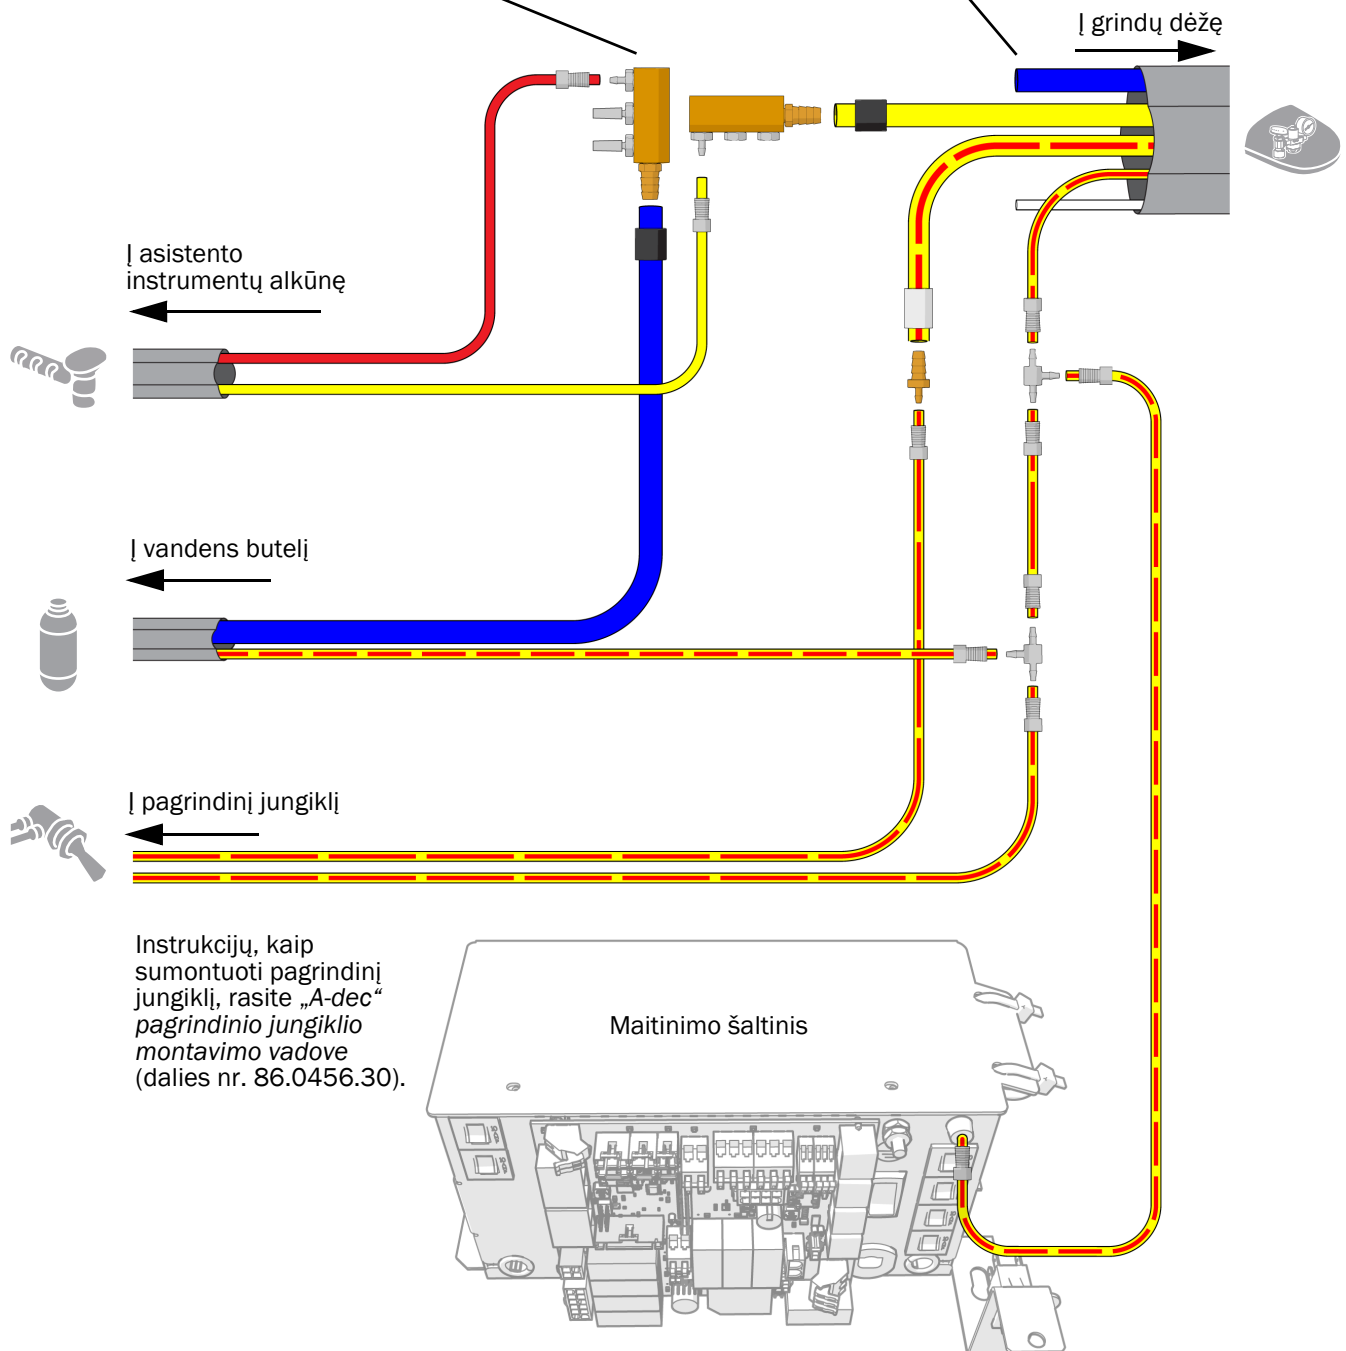 Į grindų dėžę
Į asistento
instrumentų alkūnę
Į vandens butelį
Į pagrindinį jungiklį
Instrukcijų, kaip
sumontuoti pagrindinį
jungiklį, rasite „A-dec“
pagrindinio jungiklio
montavimo vadove
(dalies nr. 86.0456.30).
Maitinimo šaltinis